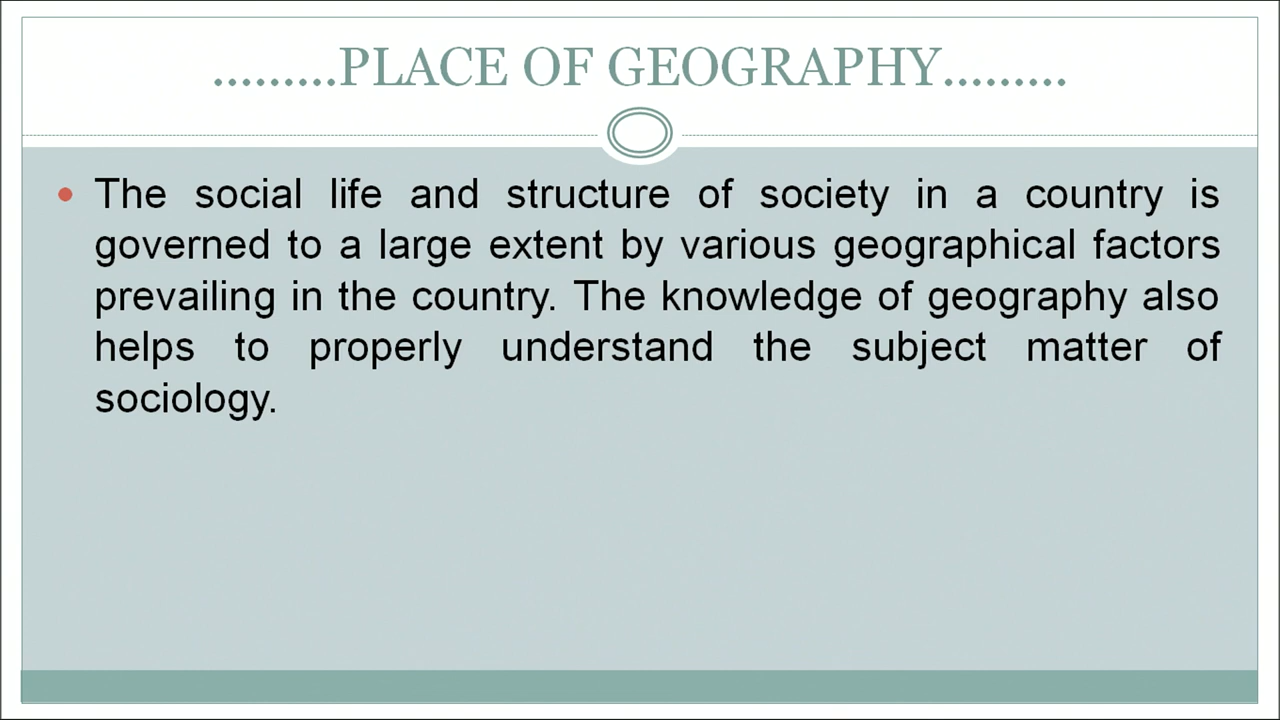 .........PLACE OF GEOGRAPHY.........
• The social life and structure of society in a country is
governed to a large extent by various geographical factors
prevailing in the country. The knowledge of geography also
helps to properly understand the subject matter of
sociology.